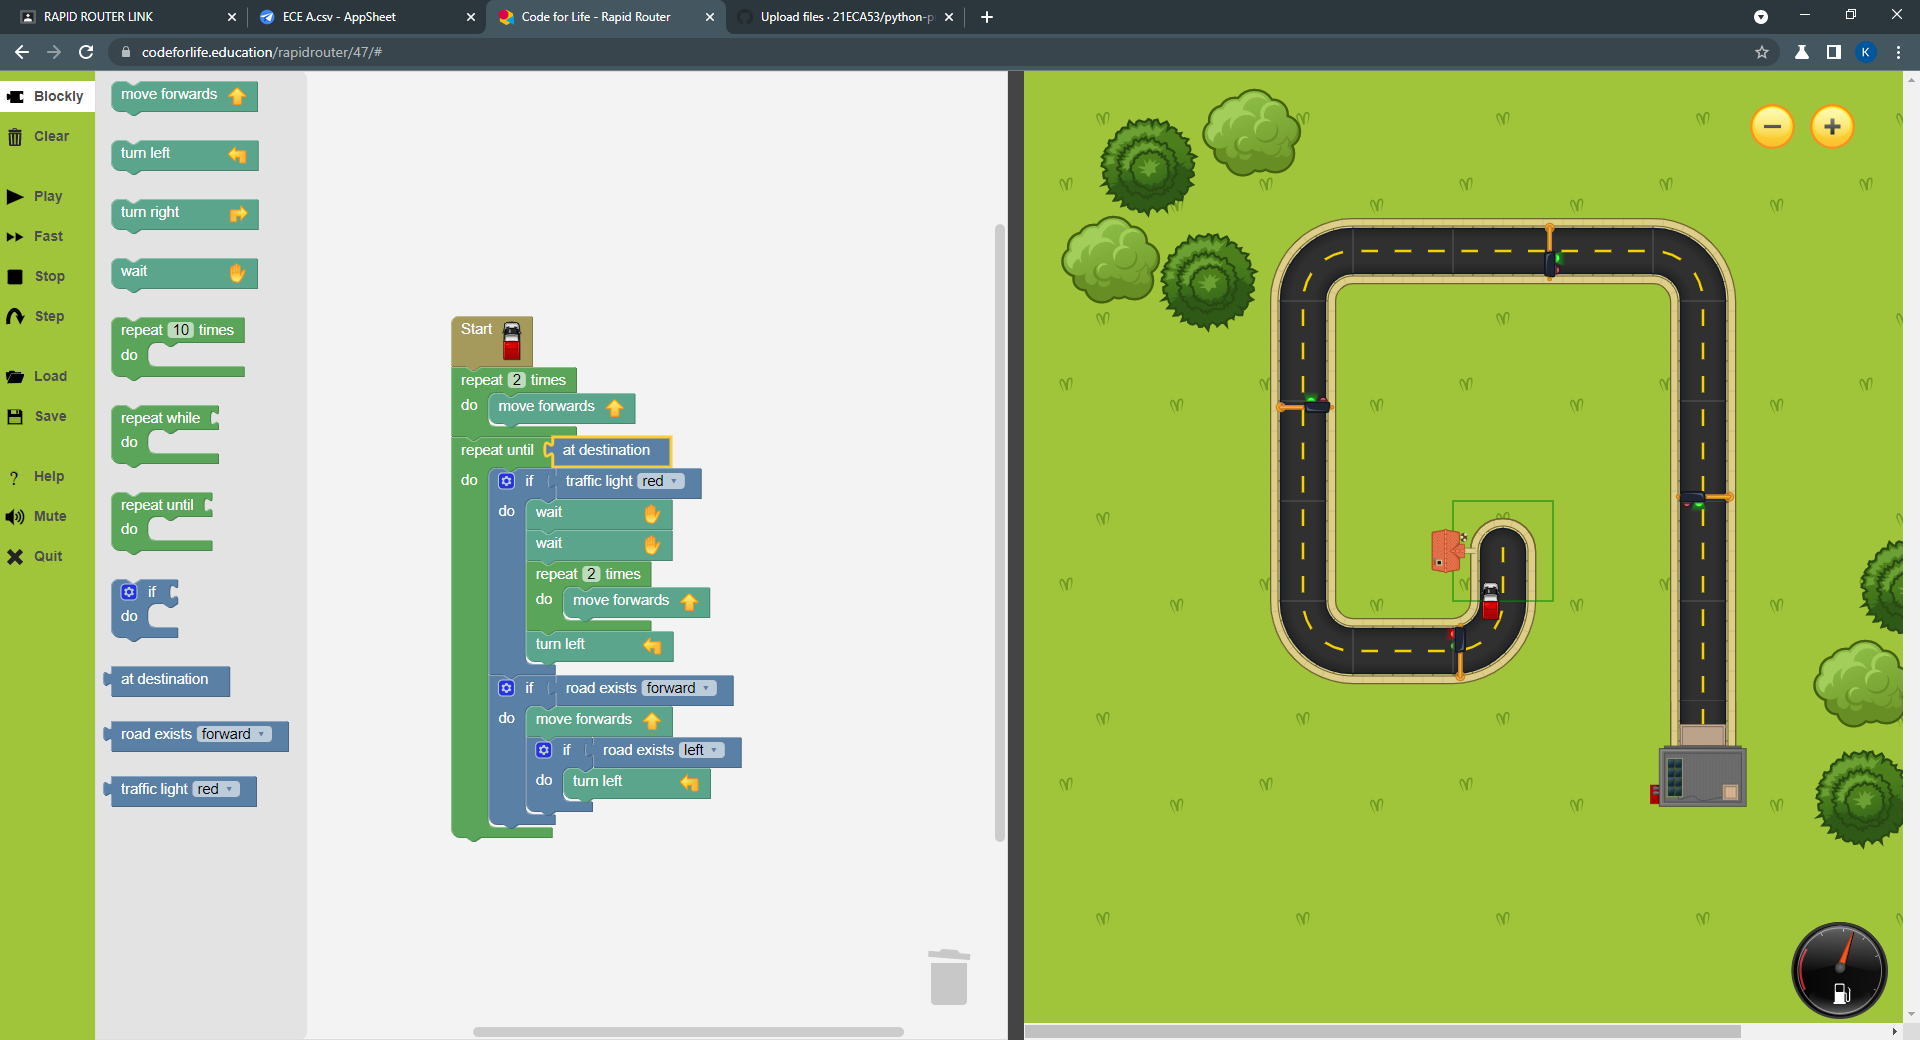 RAPID ROUTER LINK
ECE A.csv - AppSheet
Code for Life - Rapid Router
Upload files · 21ECA53/python-p
codeforlife.education/rapidrouter/47/#
K
Blockly
Clear
Play
Fast
Stop
Step
Load
Save
? Help
Mute
Quit
move forwards
turn left
turn right
wait
repeat 10 times
do
repeat while
do
repeat until
do
if
do
at destination
road exists forward
traffic light red
Start
repeat 2 times
do move forwards
repeat until at destination
do if traffic light red
do wait
wait
repeat 2 times
do move forwards
turn left
if road exists forward
do move forwards
if road exists left
do turn left